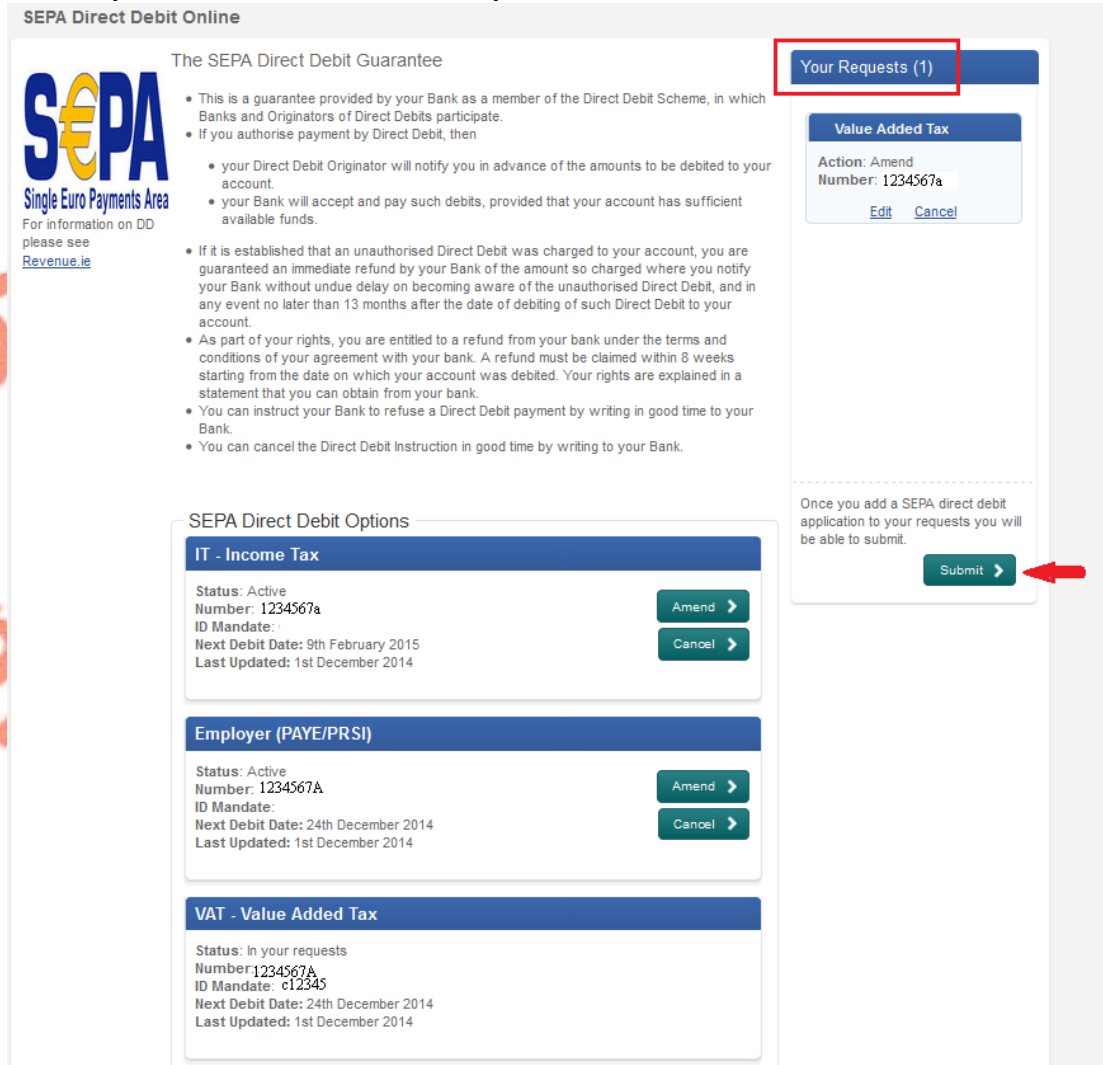 SEPA Direct Debit Online
S€PA
Single Euro Payments Area
For information on DD
please see
Revenue.ie
The SEPA Direct Debit Guarantee
• This is a guarantee provided by your Bank as a member of the Direct Debit Scheme, in which
Banks and Originators of Direct Debits participate.
• If you authorise payment by Direct Debit, then
• your Direct Debit Originator will notify you in advance of the amounts to be debited to your
account.
• your Bank will accept and pay such debits, provided that your account has sufficient
available funds.
• If it is established that an unauthorised Direct Debit was charged to your account, you are
guaranteed an immediate refund by your Bank of the amount so charged where you notify
your Bank without undue delay on becoming aware of the unauthorised Direct Debit, and in
any event no later than 13 months after the date of debiting of such Direct Debit to your
account.
• As part of your rights, you are entitled to a refund from your bank under the terms and
conditions of your agreement with your bank. A refund must be claimed within 8 weeks
starting from the date on which your account was debited. Your rights are explained in a
statement that you can obtain from your bank.
• You can instruct your Bank to refuse a Direct Debit payment by writing in good time to your
Bank.
• You can cancel the Direct Debit Instruction in good time by writing to your Bank.
Your Requests (1)
Value Added Tax
Action: Amend
Number: 1234567a
Edit Cancel
Once you add a SEPA direct debit
application to your requests you will
be able to submit.
Submit
SEPA Direct Debit Options
IT - Income Tax
Status: Active
Number: 1234567a
ID Mandate:
Next Debit Date: 9th February 2015
Last Updated: 1st December 2014
Amend
Cancel
Employer (PAYE/PRSI)
Status: Active
Number: 1234567A
ID Mandate:
Next Debit Date: 24th December 2014
Last Updated: 1st December 2014
Amend
Cancel
VAT - Value Added Tax
Status: In your requests
Number:1234567A
ID Mandate: c12345
Next Debit Date: 24th December 2014
Last Updated: 1st December 2014